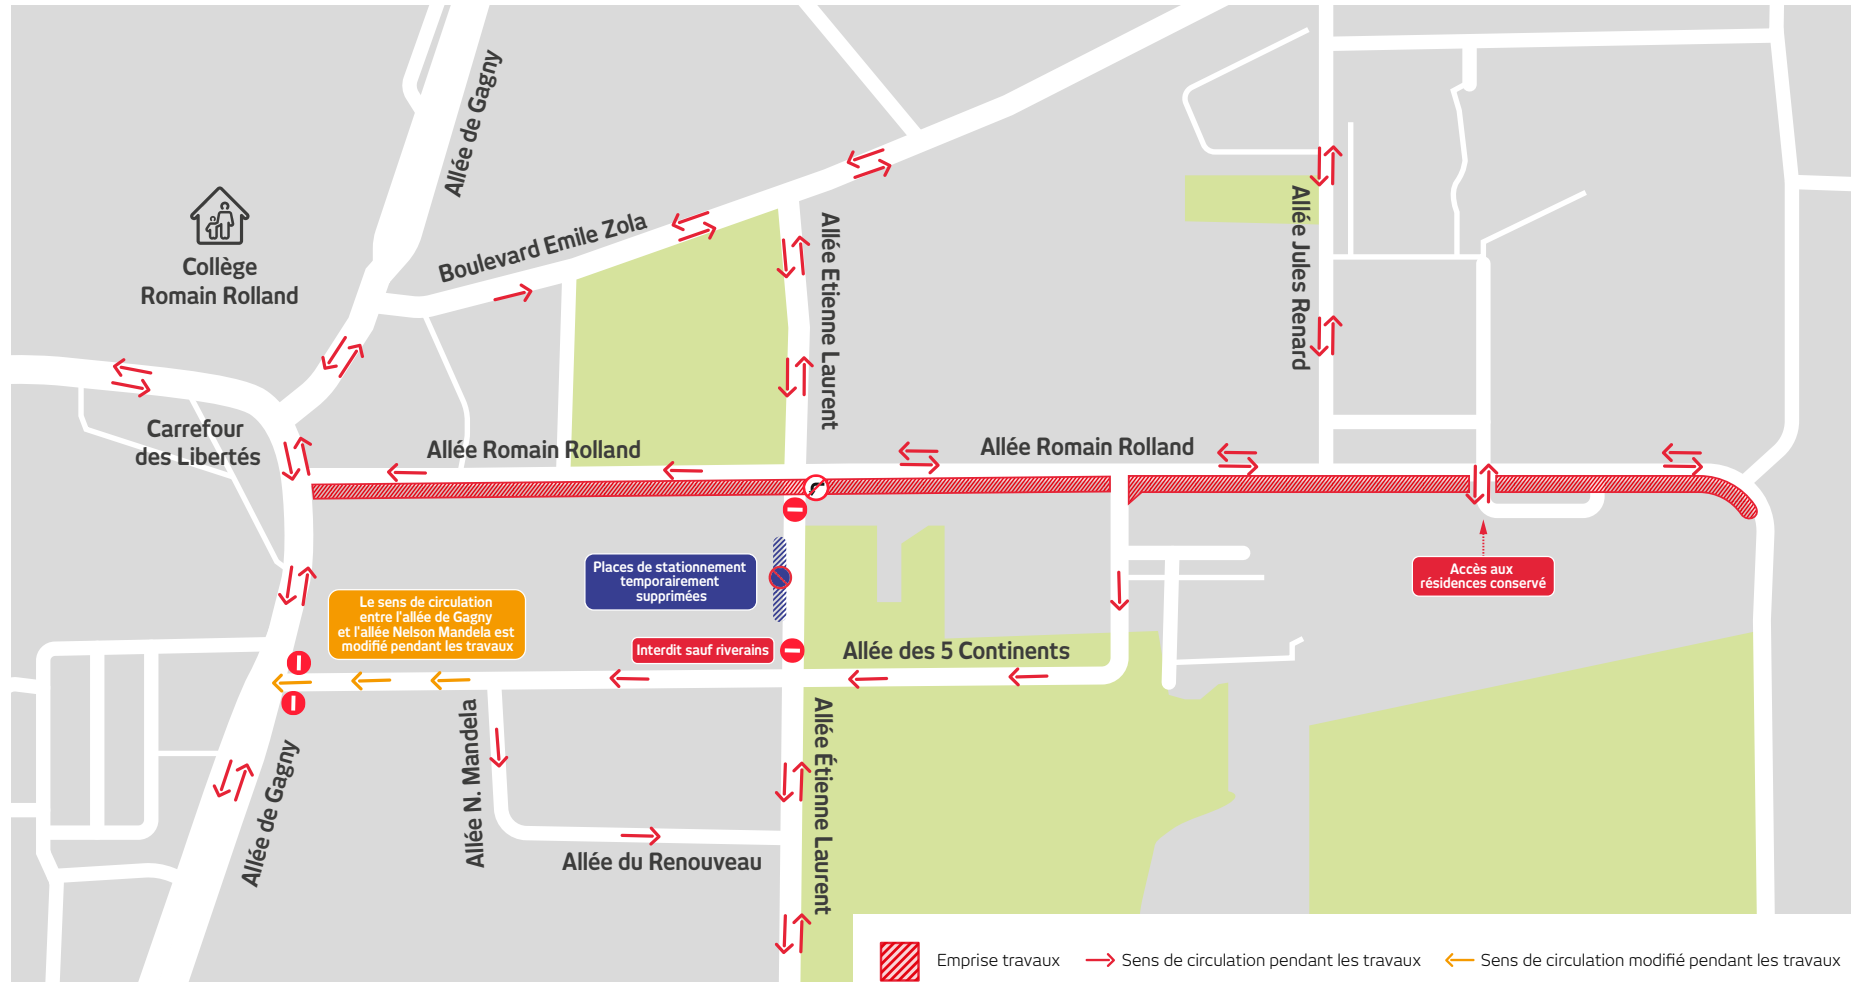 Allée de Gagny
Collège
Romain Rolland
Boulevard Emile Zola
Allée Etienne Laurent
Allée Jules Renard
Carrefour
des Libertés
Allée Romain Rolland
Allée Romain Rolland
Places de stationnement
temporairement
supprimées
Accès aux
résidences conservé
Le sens de circulation
entre l'allée de Gagny
et l'allée Nelson Mandela est
modifié pendant les travaux
Interdit sauf riverains
Allée des 5 Continents
Allée de Gagny
Allée N. Mandela
Allée du Renouveau
Allée Étienne Laurent
Emprise travaux
Sens de circulation pendant les travaux
Sens de circulation modifié pendant les travaux